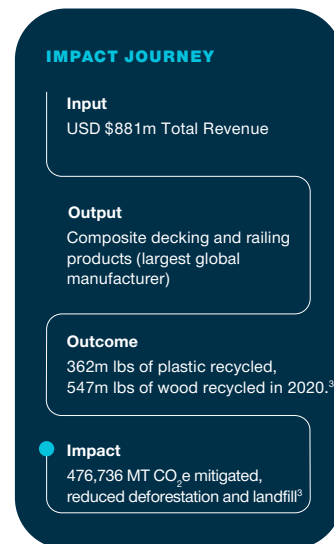 IMPACT JOURNEY
Input
USD $881m Total Revenue
Output
Composite decking and railing
products (largest global
manufacturer)
Outcome
362m lbs of plastic recycled,
547m lbs of wood recycled in 2020.³
Impact
476,736 MT CO₂e mitigated,
reduced deforestation and landfill³